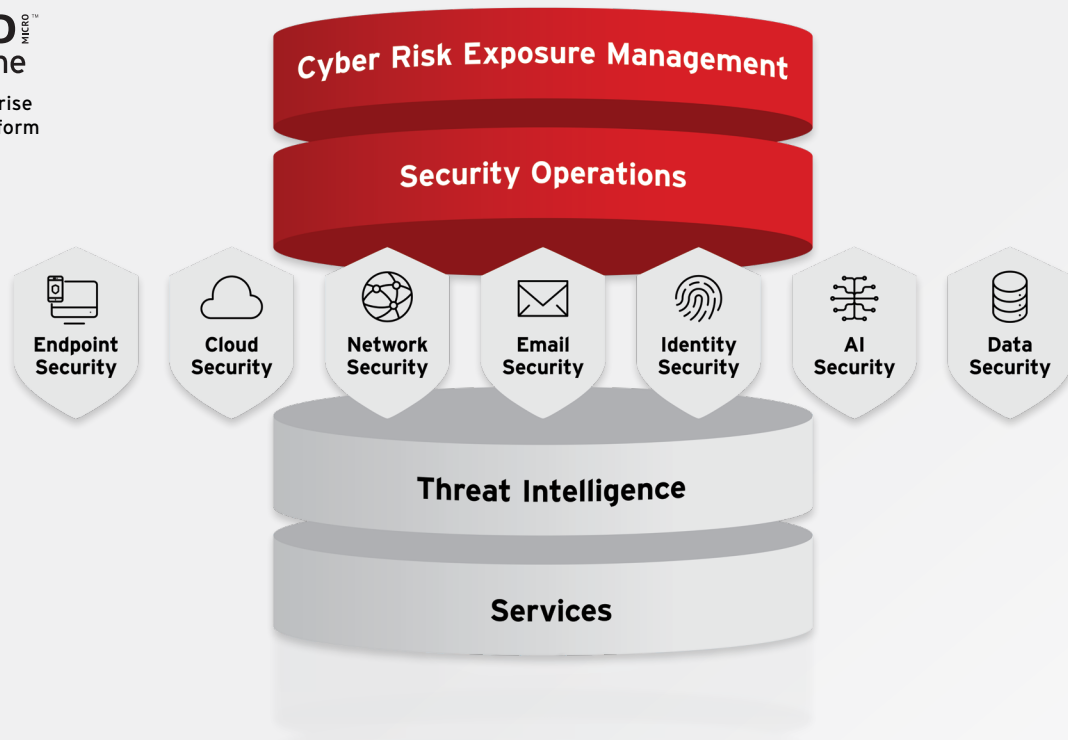 MICRO
Cyber Risk Exposure Management
Security Operations
Endpoint
Security
Cloud
Security
Network
Security
Email
Security
Identity
Security
AI
Security
Data
Security
Threat Intelligence
Services